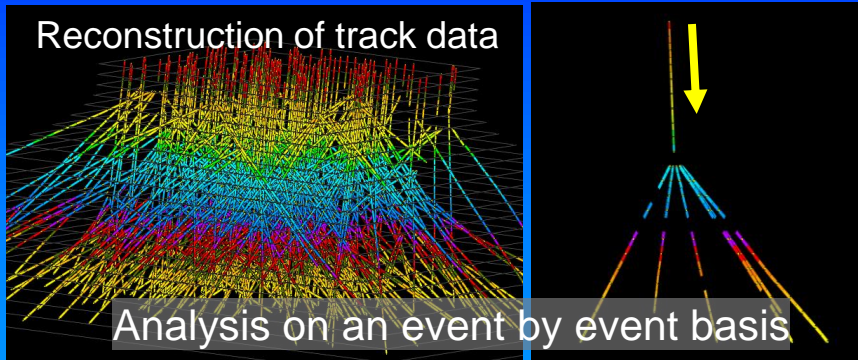 Reconstruction of track data
Analysis on an event by event basis